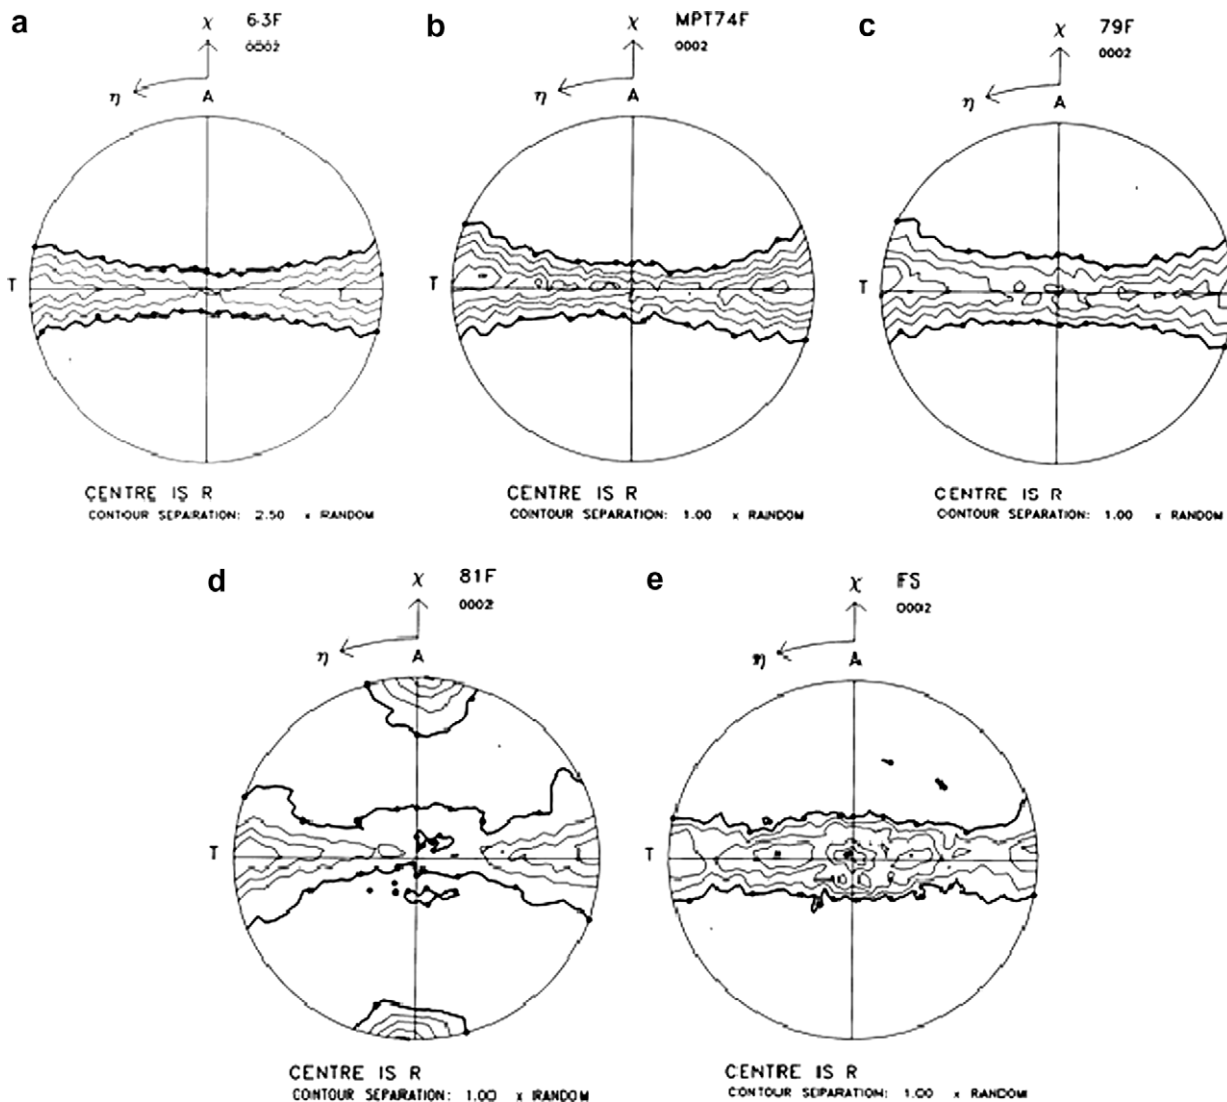 a
χ 63F
0002
η
A
T
CENTRE IS R
CONTOUR SEPARATION: 2.50 x RANDOM
b
χ MPT74F
0002
η
A
T
CENTRE IS R
CONTOUR SEPARATION: 1.00 x RANDOM
c
χ 79F
0002
η
A
T
CENTRE IS R
CONTOUR SEPARATION: 1.00 x RANDOM
d
χ 81F
0002
η
A
T
CENTRE IS R
CONTOUR SEPARATION: 1.00 x RANDOM
e
χ FS
0002
η
A
T
CENTRE IS R
CONTOUR SEPARATION: 1.00 x RANDOM